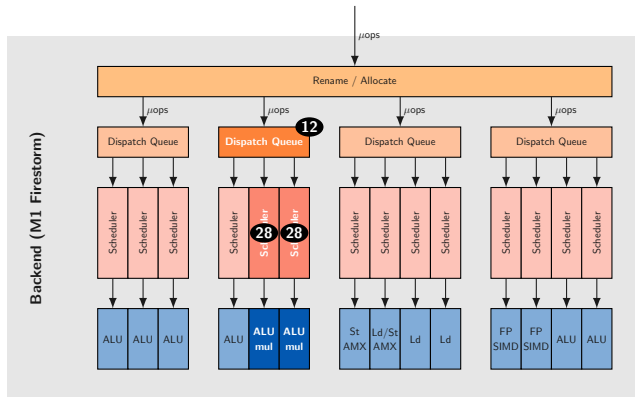 μops
Rename / Allocate
μops
μops
μops
μops
12
Dispatch Queue
Dispatch Queue
Dispatch Queue
Dispatch Queue
Backend (M1 Firestorm)
Scheduler
Scheduler
Scheduler
Scheduler
Scheduler
28
Scheduler
28
Scheduler
Scheduler
Scheduler
Scheduler
Scheduler
Scheduler
Scheduler
Scheduler
ALU
ALU
ALU
ALU
ALU
mul
ALU
mul
St
AMX
Ld/St
AMX
Ld
Ld
FP
SIMD
FP
SIMD
ALU
ALU